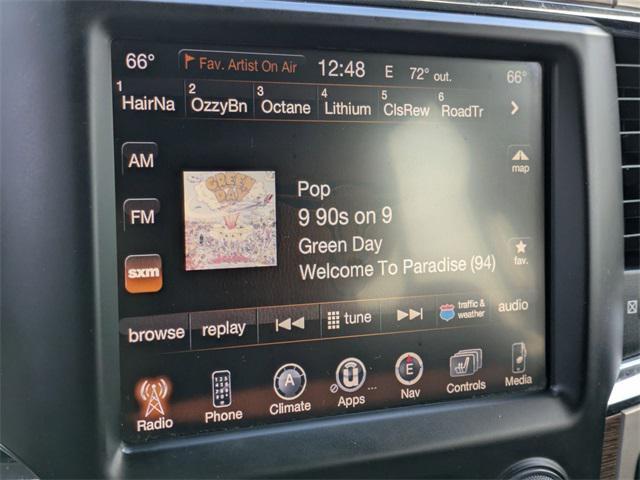 66° Fav. Artist On Air 12:48 E 72° out. 66°
1 HairNa 2 OzzyBn 3 Octane 4 Lithium 5 ClsRew 6 RoadTr
AM
map
GREEN DAY
Pop
FM
9 90s on 9
Green Day
fav.
sxm
Welcome To Paradise (94)
browse replay tune traffic & weather audio
Radio Phone A Climate Apps ... E Nav Controls Media